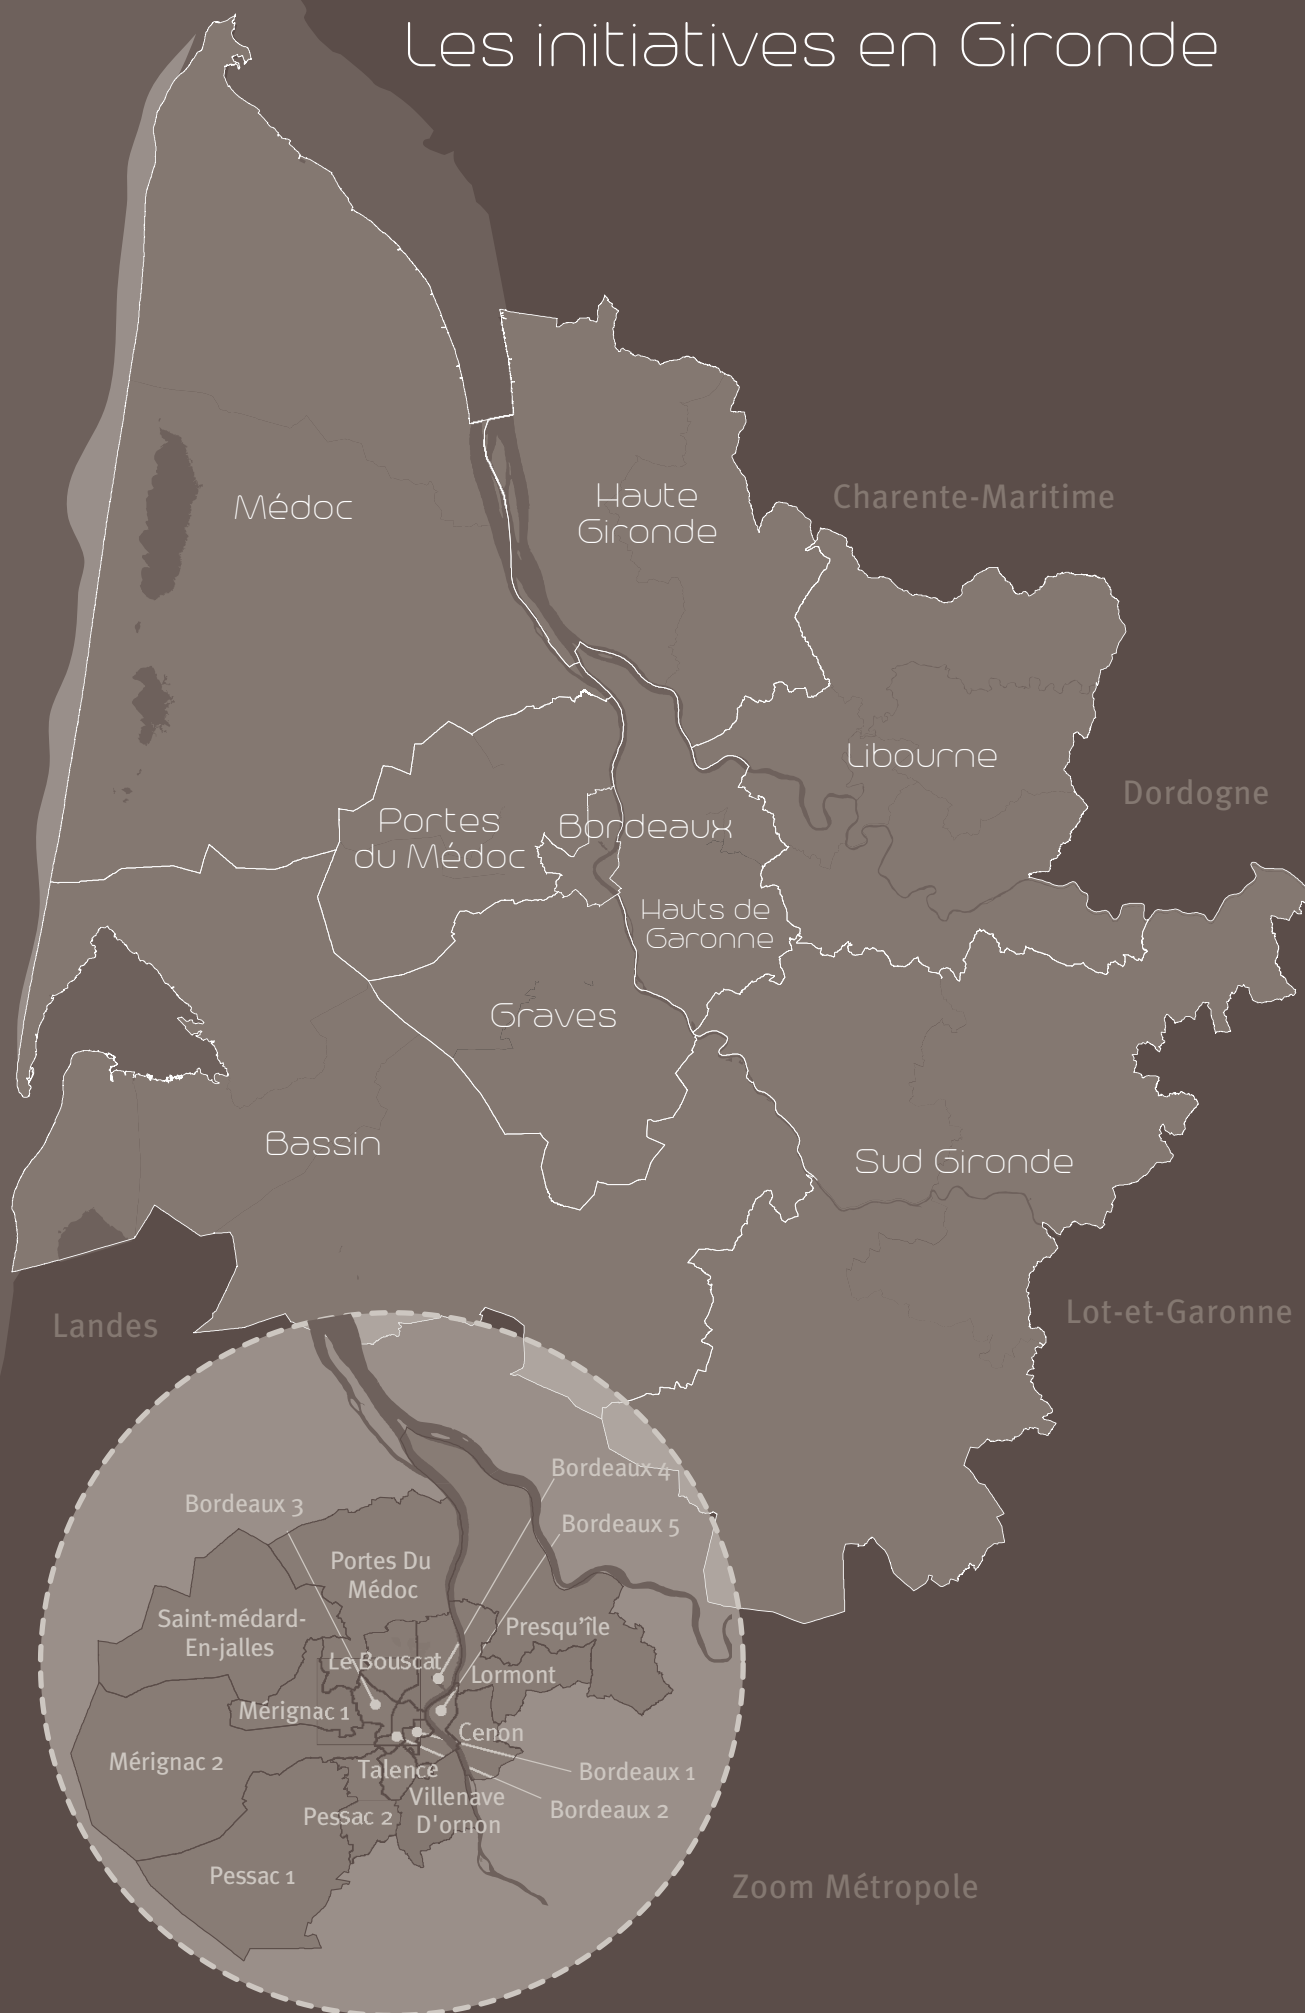 Les initiatives en Gironde
Médoc
Haute
Gironde
Charente-Maritime
Libourne
Dordogne
Portes
du Médoc
Bordeaux
Hauts de
Garonne
Graves
Bassin
Sud Gironde
Landes
Lot-et-Garonne
Bordeaux 4
Bordeaux 3
Bordeaux 5
Portes Du
Médoc
Saint-médard-
En-jalles
Presqu'île
Le Bouscat
Lormont
Mérignac 1
Cenon
Mérignac 2
Talence
Bordeaux 1
Villenave
D'ornon
Bordeaux 2
Pessac 2
Pessac 1
Zoom Métropole